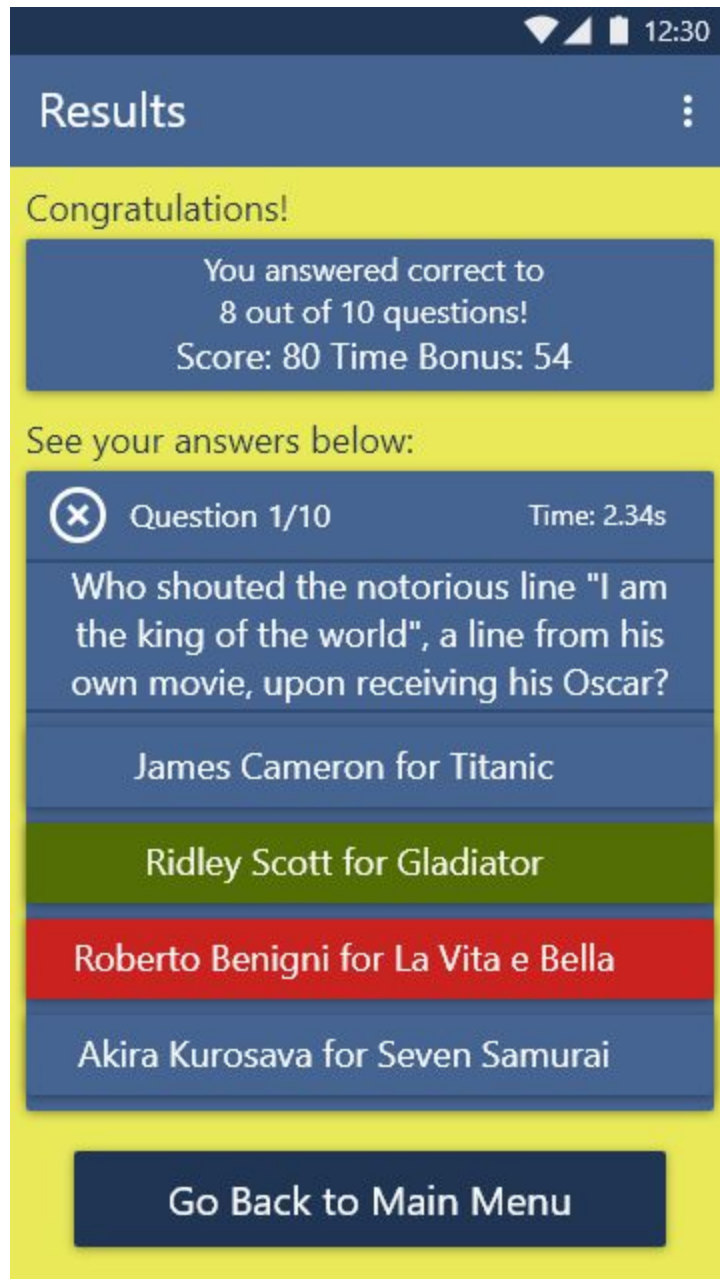 12:30
Results
Congratulations!
You answered correct to
8 out of 10 questions!
Score: 80 Time Bonus: 54
See your answers below:
Question 1/10 Time: 2.34s
Who shouted the notorious line "I am
the king of the world", a line from his
own movie, upon receiving his Oscar?
James Cameron for Titanic
Ridley Scott for Gladiator
Roberto Benigni for La Vita e Bella
Akira Kurosava for Seven Samurai
Go Back to Main Menu